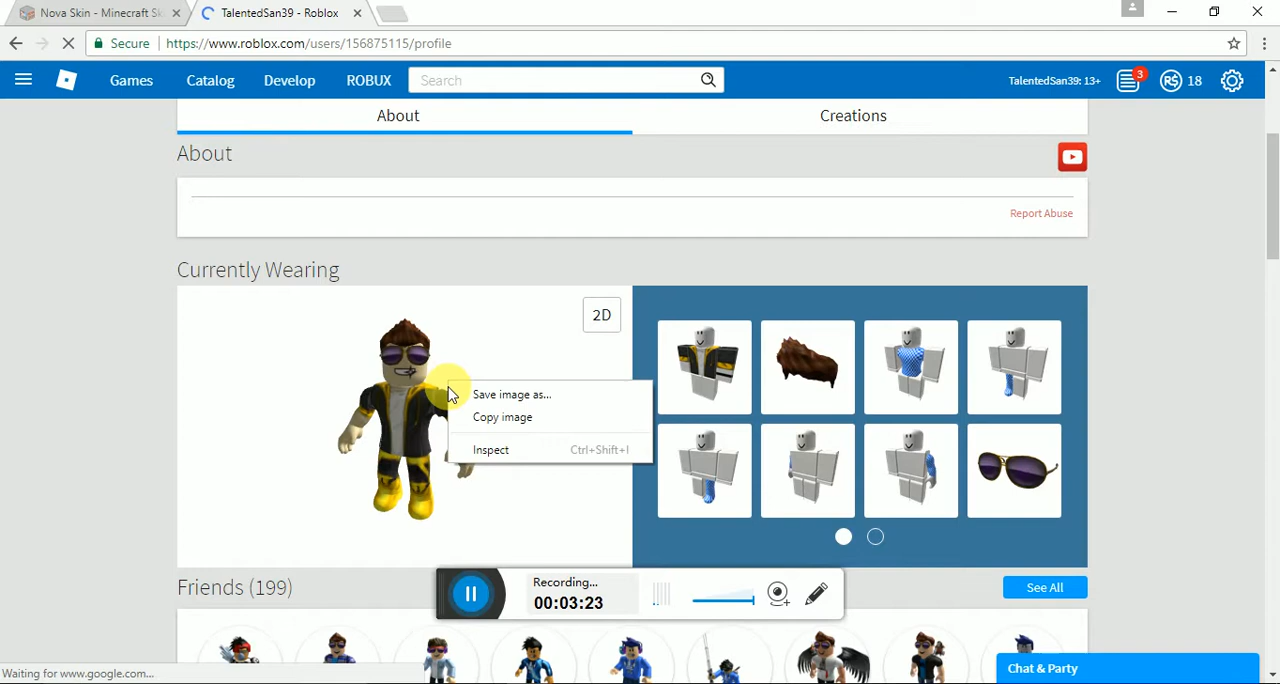 Nova Skin - Minecraft Sk
TalentedSan39 - Roblox
Secure
https://www.roblox.com/users/156875115/profile
Games
Catalog
Develop
ROBUX
Search
TalentedSan39: 13+
3
R$
18
About
Creations
About
Report Abuse
Currently Wearing
2D
Save image as...
Copy image
Inspect
Ctrl+Shift+I
Friends (199)
See All
Recording...
00:03:23
Waiting for www.google.com...
Chat & Party